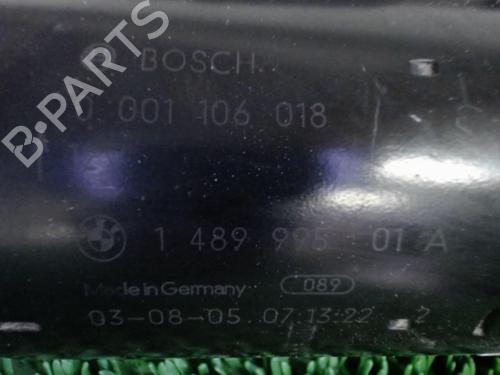 B-PARTS
BOSCH
0 001 106 018
1 489 995 01 A
Made in Germany 089
03-08-05 07:13:22 2